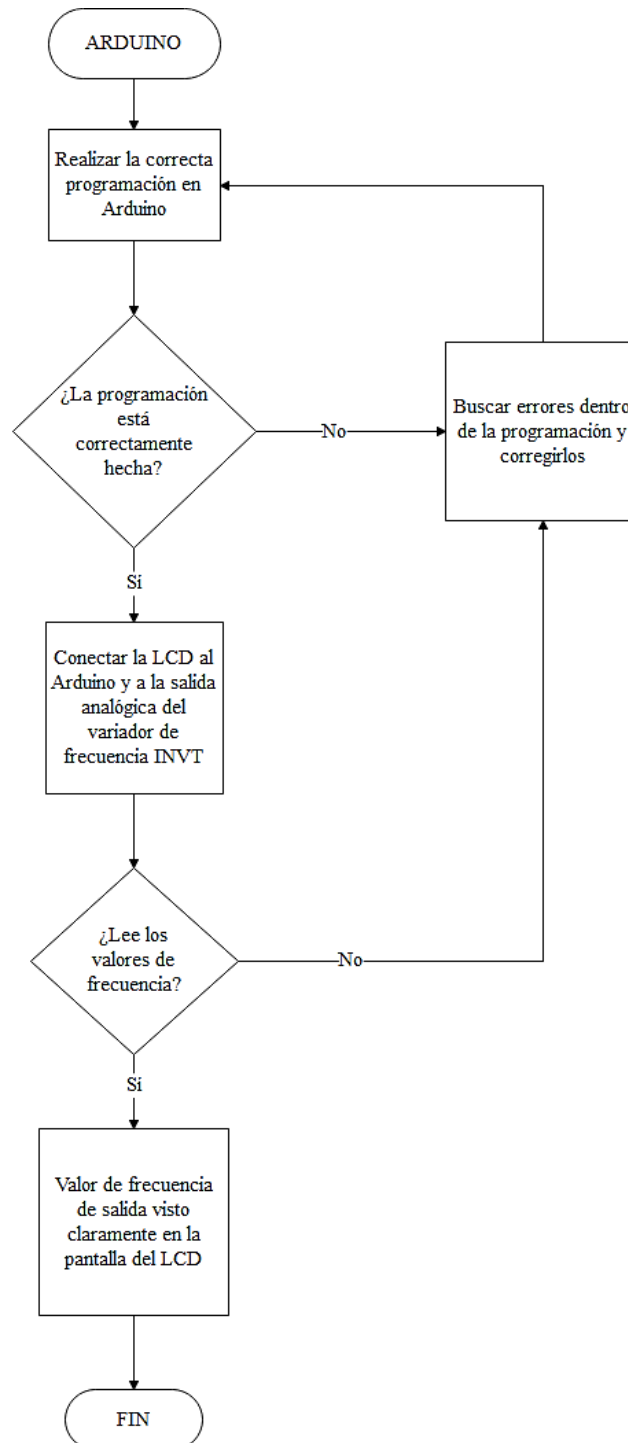 ARDUINO
Realizar la correcta
programación en
Arduino
¿La programación
está
correctamente
hecha?
No
Buscar errores dentro
de la programación y
corregirlos
Si
Conectar la LCD al
Arduino y a la salida
analógica del
variador de
frecuencia INVT
¿Lee los
valores de
frecuencia?
No
Si
Valor de frecuencia
de salida visto
claramente en la
pantalla del LCD
FIN